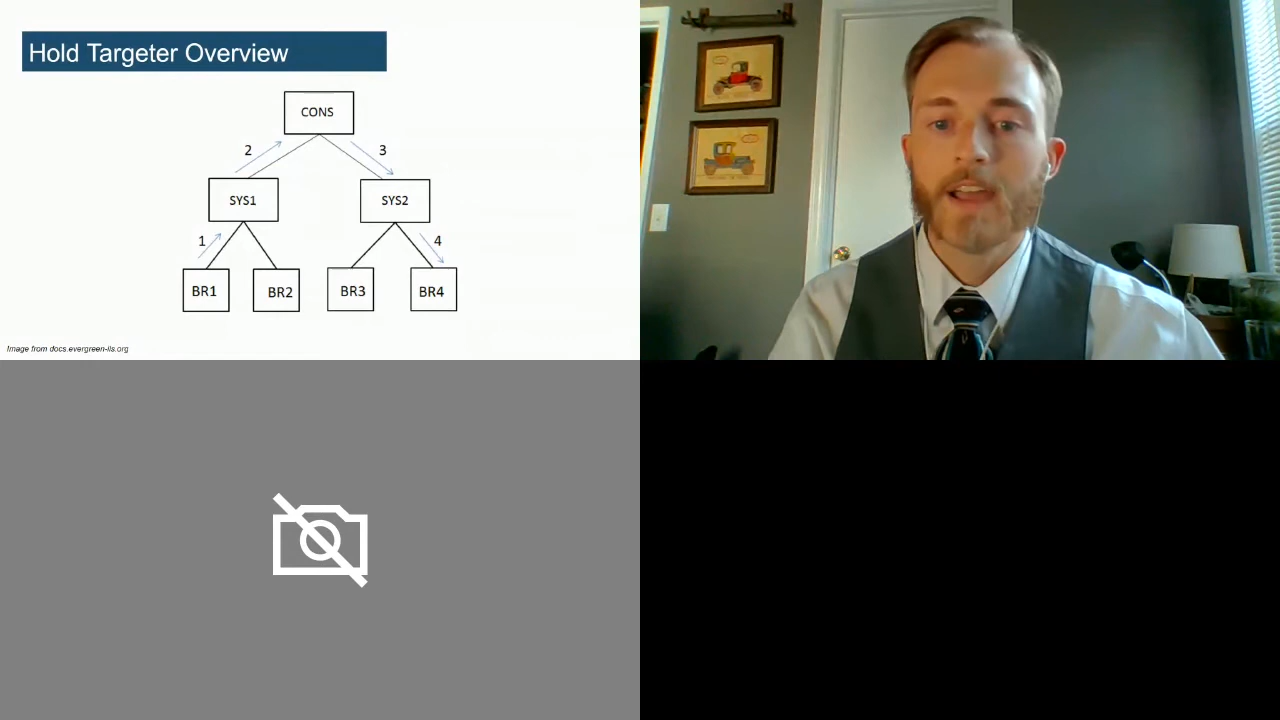 Hold Targeter Overview
CONS
2
3
SYS1
SYS2
1
4
BR1
BR2
BR3
BR4
Image from docs.evergreen-ils.org